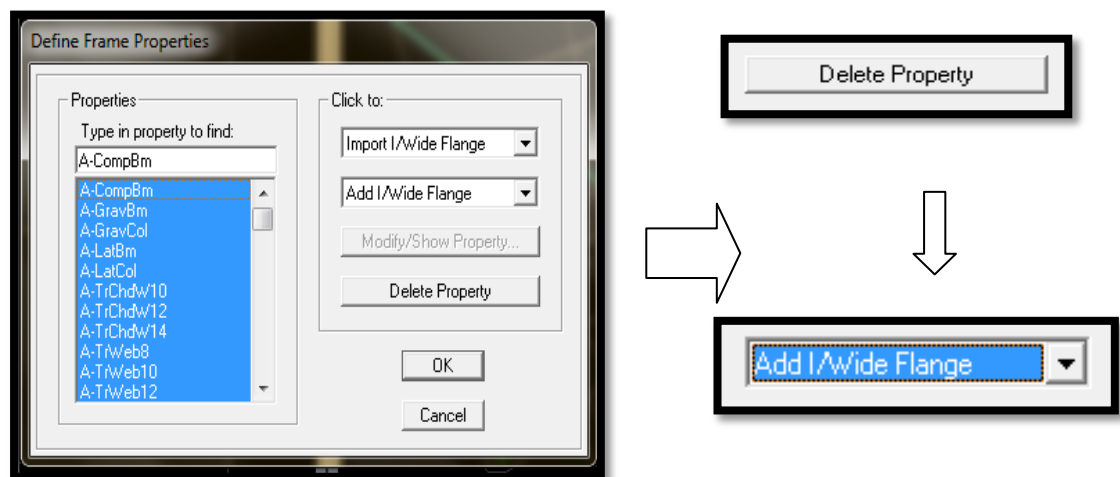 Define Frame Properties
Properties
Type in property to find:
A-CompBm
A-CompBm
A-GravBm
A-GravCol
A-LatBm
A-LatCol
A-TrChdW10
A-TrChdW12
A-TrChdW14
A-TrWeb8
A-TrWeb10
A-TrWeb12
Click to:
Import I/Wide Flange
Add I/Wide Flange
Modify/Show Property...
Delete Property
OK
Cancel
Delete Property
Add I/Wide Flange